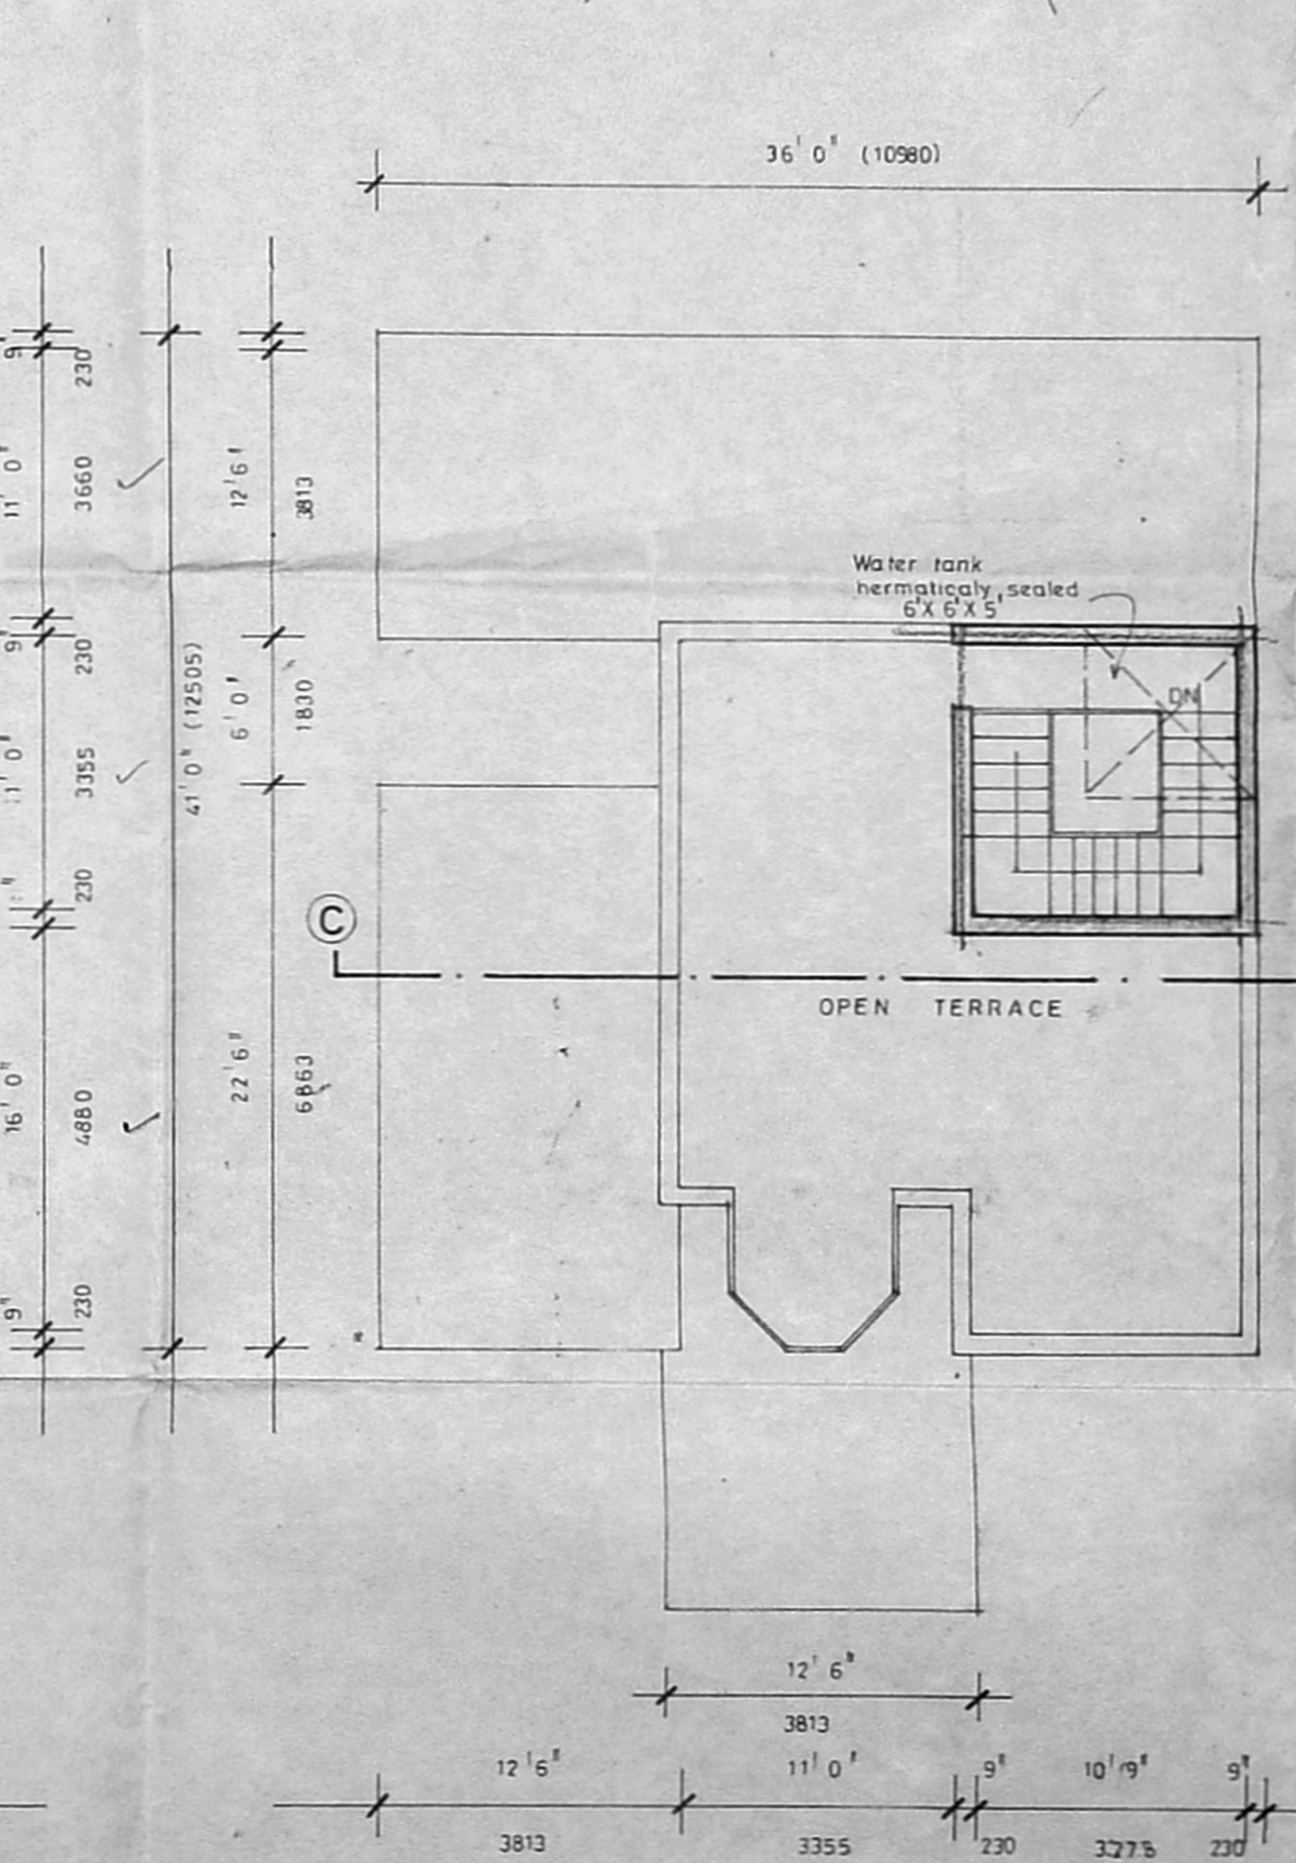 36' 0" (10980)
230
3660
12'6"
3813
11' 0"
9"
Water tank
hermaticaly sealed
6'X 6'X 5'
DN
230
41' 0" (12505)
6' 0"
1830
3355
230
C
OPEN TERRACE
22'6"
6863
16' 0"
4880
9"
230
12' 6"
3813
12'6" 11' 0" 9" 10'9" 9"
3813 3355 230 230